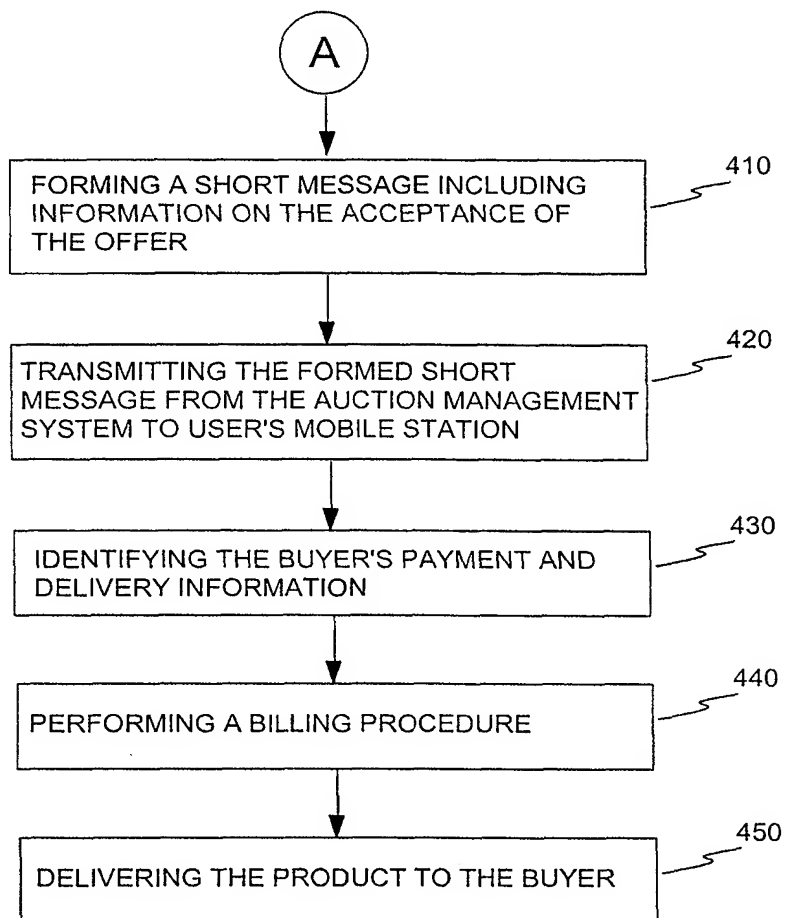 A
410
FORMING A SHORT MESSAGE INCLUDING
INFORMATION ON THE ACCEPTANCE OF
THE OFFER
420
TRANSMITTING THE FORMED SHORT
MESSAGE FROM THE AUCTION MANAGEMENT
SYSTEM TO USER'S MOBILE STATION
430
IDENTIFYING THE BUYER'S PAYMENT AND
DELIVERY INFORMATION
440
PERFORMING A BILLING PROCEDURE
450
DELIVERING THE PRODUCT TO THE BUYER